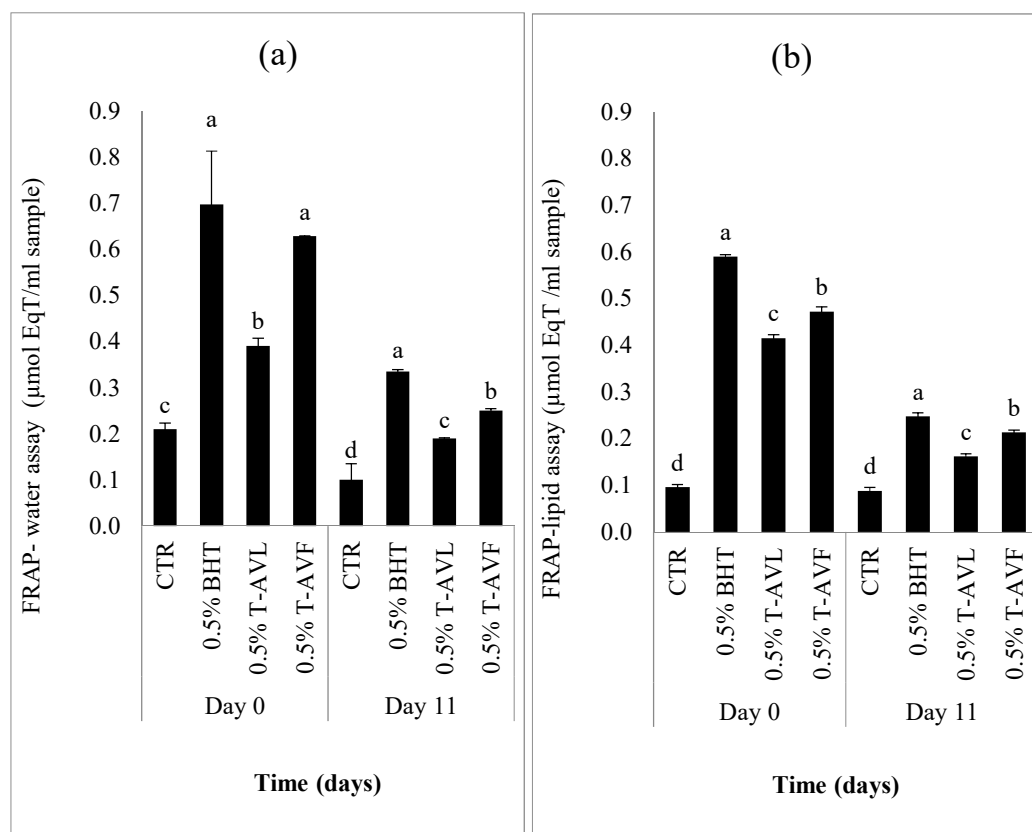 (a)
FRAP- water assay (µmol EqT/ml sample)
0.9
0.8
0.7
0.6
0.5
0.4
0.3
0.2
0.1
0.0
c
a
b
a
d
a
c
b
CTR
0.5% BHT
0.5% T-AVL
0.5% T-AVF
CTR
0.5% BHT
0.5% T-AVL
0.5% T-AVF
Day 0
Day 11
Time (days)
(b)
FRAP-lipid assay (µmol EqT /ml sample)
0.9
0.8
0.7
0.6
0.5
0.4
0.3
0.2
0.1
0.0
d
a
c
b
d
a
c
b
CTR
0.5% BHT
0.5% T-AVL
0.5% T-AVF
CTR
0.5% BHT
0.5% T-AVL
0.5% T-AVF
Day 0
Day 11
Time (days)